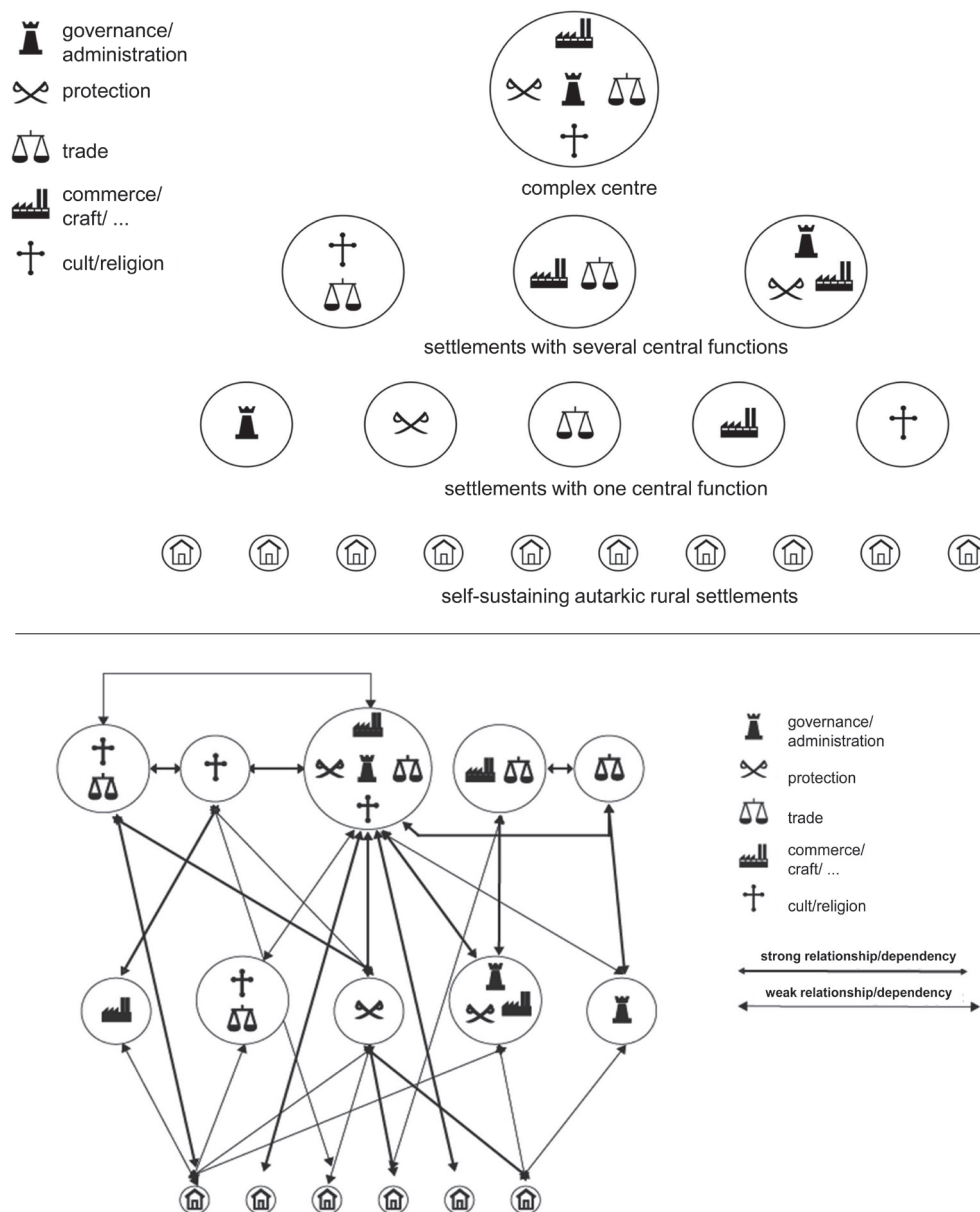 governance/
administration
protection
trade
commerce/
craft/ ...
cult/religion
complex centre
settlements with several central functions
settlements with one central function
self-sustaining autarkic rural settlements
governance/
administration
protection
trade
commerce/
craft/ ...
cult/religion
strong relationship/dependency
weak relationship/dependency